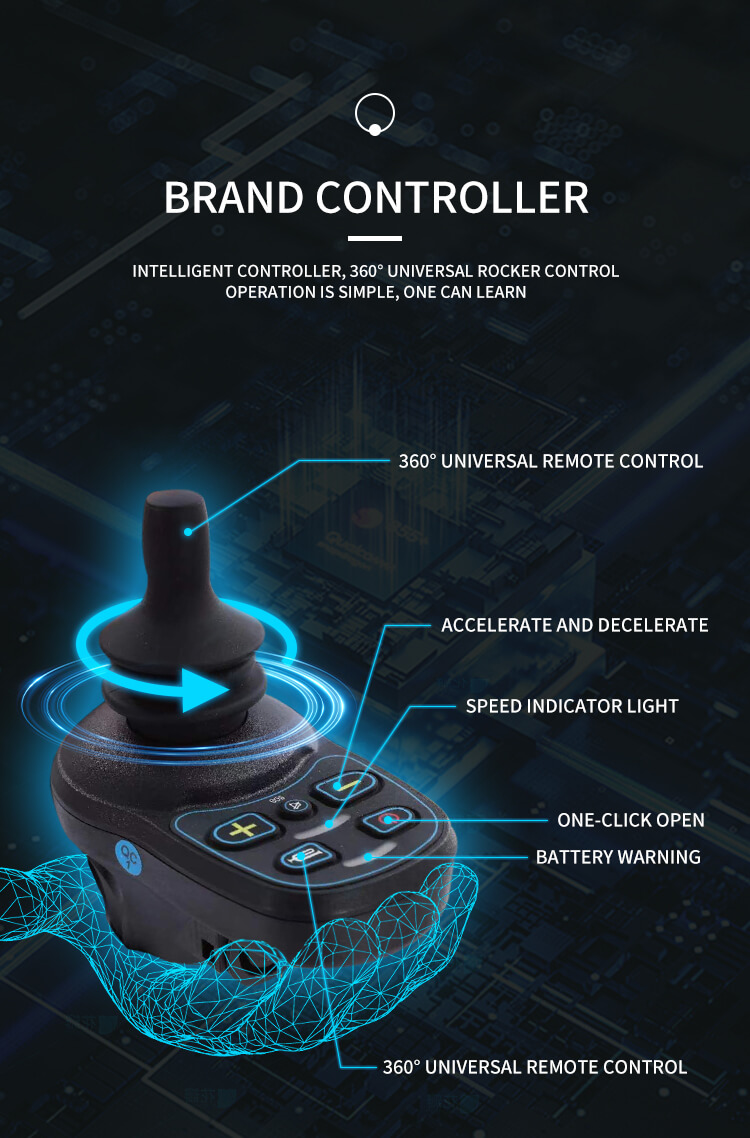 BRAND CONTROLLER
INTELLIGENT CONTROLLER, 360° UNIVERSAL ROCKER CONTROL
OPERATION IS SIMPLE, ONE CAN LEARN
360° UNIVERSAL REMOTE CONTROL
ACCELERATE AND DECELERATE
SPEED INDICATOR LIGHT
ONE-CLICK OPEN
BATTERY WARNING
360° UNIVERSAL REMOTE CONTROL